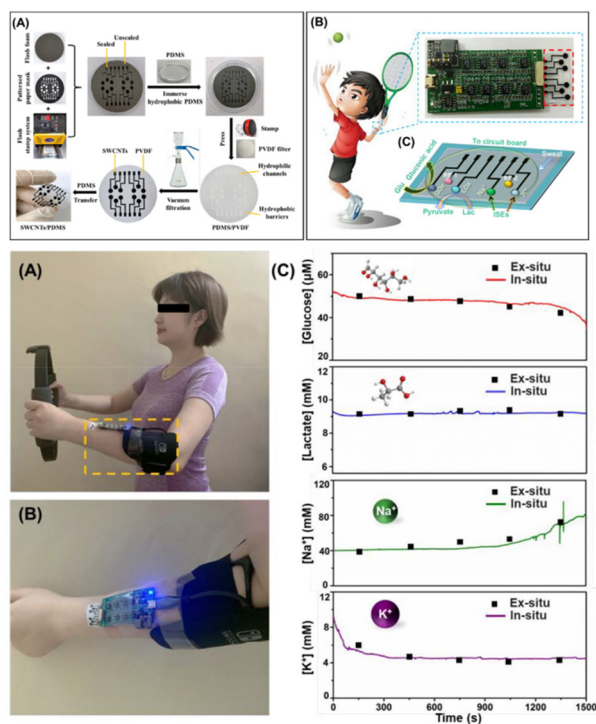 (A)
Unsealed
Sealed
Flash foam
Patterned
paper mask
Flash
stamp system
PDMS
Immerse
hydrophobic PDMS
Stamp
PVDF filter
Press
Hydrophilic
channels
Hydrophobic
barriers
PDMS/PVDF
Vacuum
filtration
SWCNTs
PVDF
PDMS
Transfer
SWCNTs/PDMS
(B)
(C)
To circuit board
Sweat
Glu
Gluconic acid
Pyruvate
Lac
ISEs
(A)
(B)
(C)
[Glucose] (µM)
60
40
20
Ex-situ
In-situ
[Lactate] (mM)
12
9
6
Ex-situ
In-situ
[Na⁺] (mM)
120
80
40
0
Na⁺
Ex-situ
In-situ
[K⁺] (mM)
12
8
4
0
K⁺
Ex-situ
In-situ
0
300
600
900
1200
1500
Time (s)